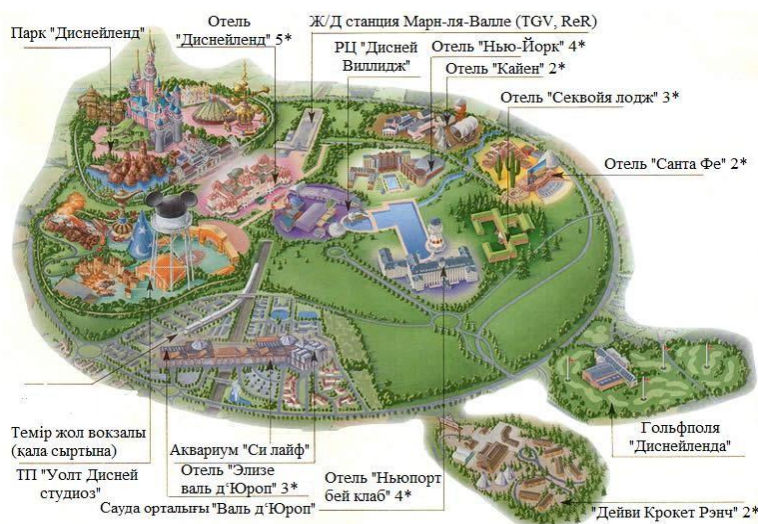 Парк "Диснейленд"
Отель
"Диснейленд" 5*
Ж/Д станция Марн-ля-Валле (TGV, ReR)
РЦ "Дисней
Виллидж"
Отель "Нью-Йорк" 4*
Отель "Кайен" 2*
Отель "Секвойя лодж" 3*
Отель "Санта Фе" 2*
Темір жол вокзалы
(қала сыртына)
ТП "Уолт Дисней
студиоз"
Аквариум "Си лайф"
Отель "Элизе
валь д‘Юроп" 3*
Сауда орталығы "Валь д‘Юроп"
Отель "Ньюпорт
бей клаб" 4*
Гольфполя
"Диснейленда"
"Дейви Крокет Рэнч" 2*